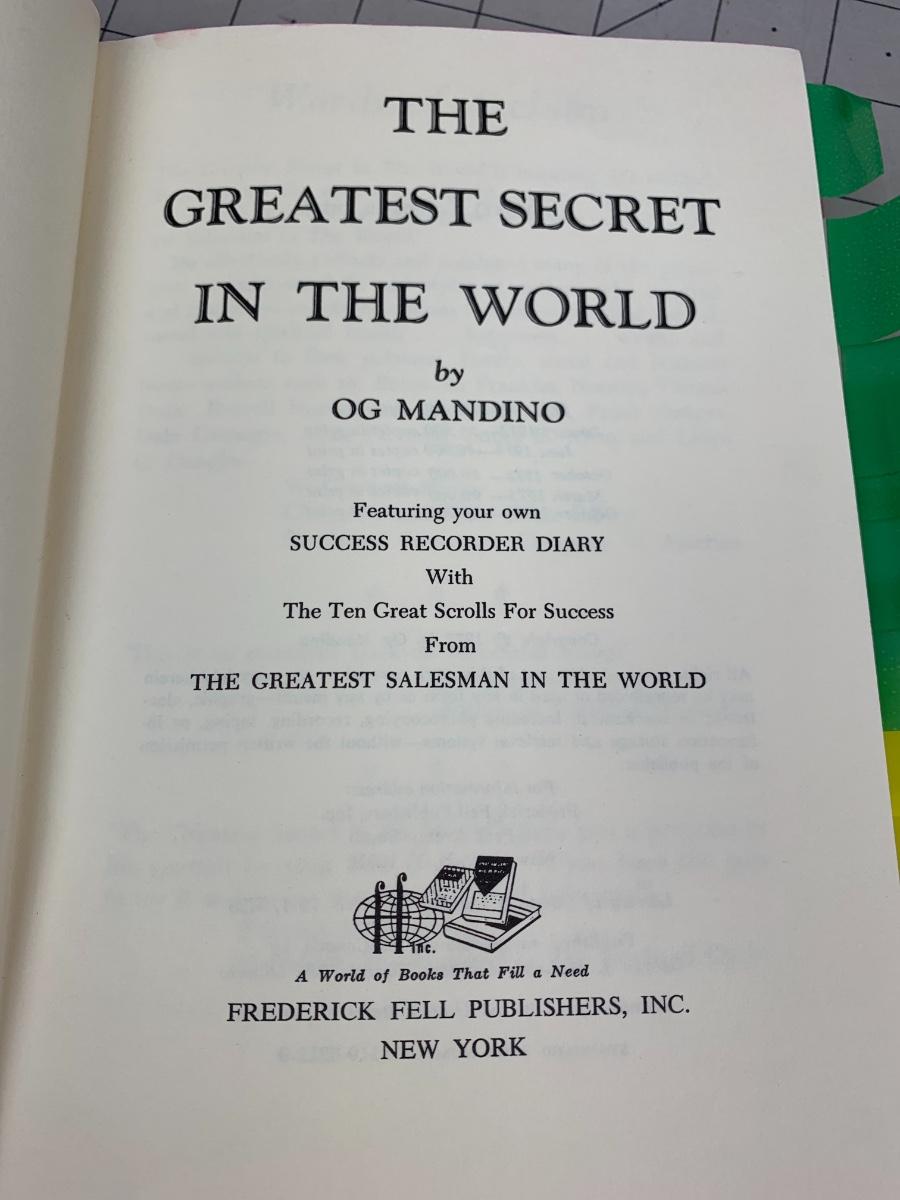 THE
GREATEST SECRET
IN THE WORLD
by
OG MANDINO
Featuring your own
SUCCESS RECORDER DIARY
With
The Ten Great Scrolls For Success
From
THE GREATEST SALESMAN IN THE WORLD
ff inc.
A World of Books That Fill a Need
FREDERICK FELL PUBLISHERS, INC.
NEW YORK